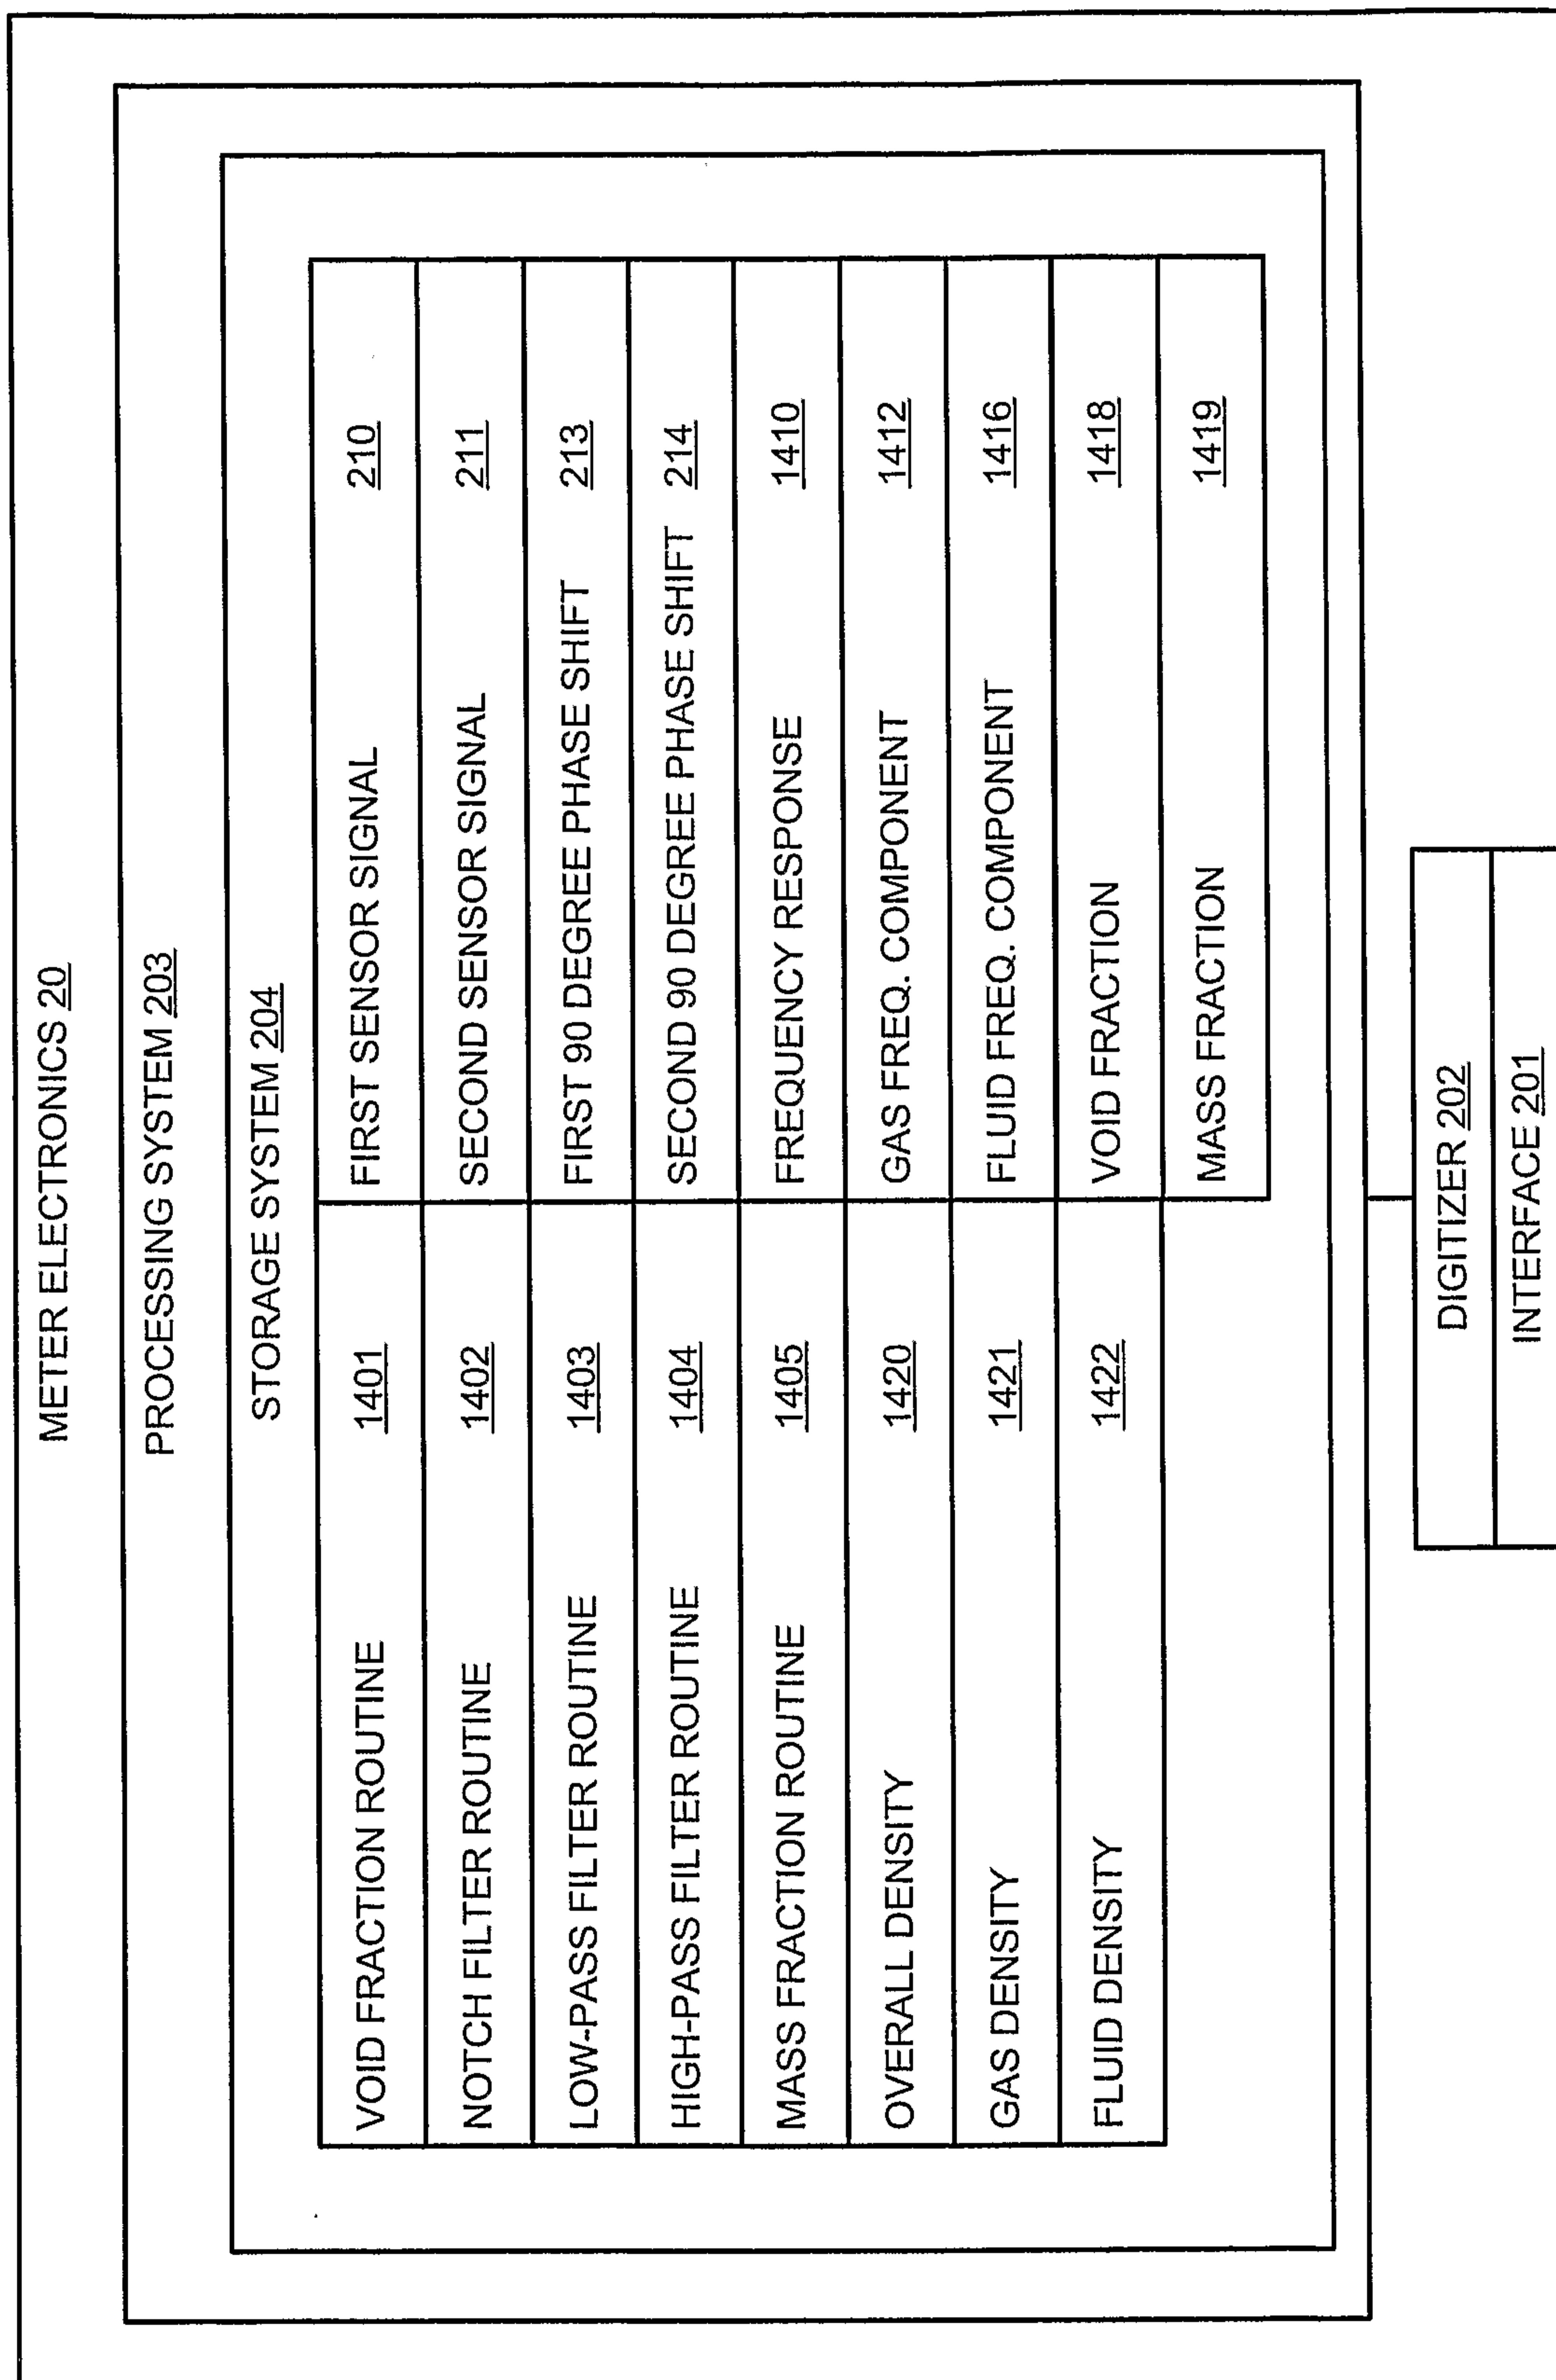 METER ELECTRONICS 20
PROCESSING SYSTEM 203
STORAGE SYSTEM 204
VOID FRACTION ROUTINE 1401
NOTCH FILTER ROUTINE 1402
LOW-PASS FILTER ROUTINE 1403
HIGH-PASS FILTER ROUTINE 1404
MASS FRACTION ROUTINE 1405
OVERALL DENSITY 1420
GAS DENSITY 1421
FLUID DENSITY 1422
FIRST SENSOR SIGNAL 210
SECOND SENSOR SIGNAL 211
FIRST 90 DEGREE PHASE SHIFT 213
SECOND 90 DEGREE PHASE SHIFT 214
FREQUENCY RESPONSE 1410
GAS FREQ. COMPONENT 1412
FLUID FREQ. COMPONENT 1416
VOID FRACTION 1418
MASS FRACTION 1419
DIGITIZER 202
INTERFACE 201